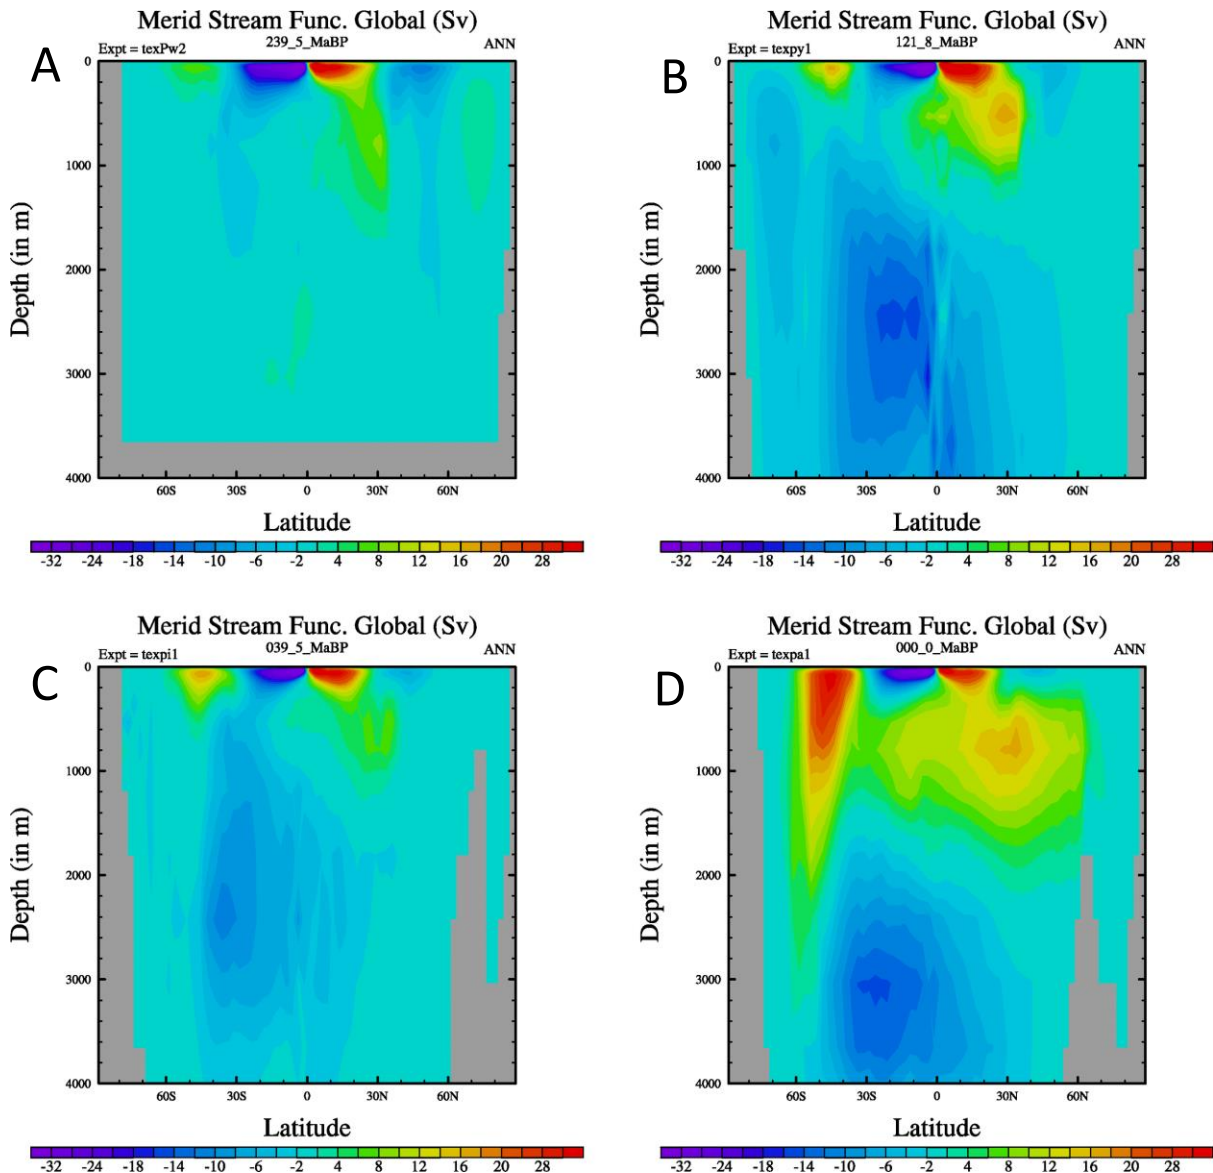 A
Merid Stream Func. Global (Sv)
Expt = texPw2
239_5_MaBP
ANN
0
1000
2000
3000
4000
Depth (in m)
60S 30S 0 30N 60N
Latitude
-32 -24 -18 -14 -10 -6 -2 4 8 12 16 20 28
B
Merid Stream Func. Global (Sv)
Expt = texpy1
121_8_MaBP
ANN
0
1000
2000
3000
4000
Depth (in m)
60S 30S 0 30N 60N
Latitude
-32 -24 -18 -14 -10 -6 -2 4 8 12 16 20 28
C
Merid Stream Func. Global (Sv)
Expt = texpi1
039_5_MaBP
ANN
0
1000
2000
3000
4000
Depth (in m)
60S 30S 0 30N 60N
Latitude
-32 -24 -18 -14 -10 -6 -2 4 8 12 16 20 28
D
Merid Stream Func. Global (Sv)
Expt = texpa1
000_0_MaBP
ANN
0
1000
2000
3000
4000
Depth (in m)
60S 30S 0 30N 60N
Latitude
-32 -24 -18 -14 -10 -6 -2 4 8 12 16 20 28